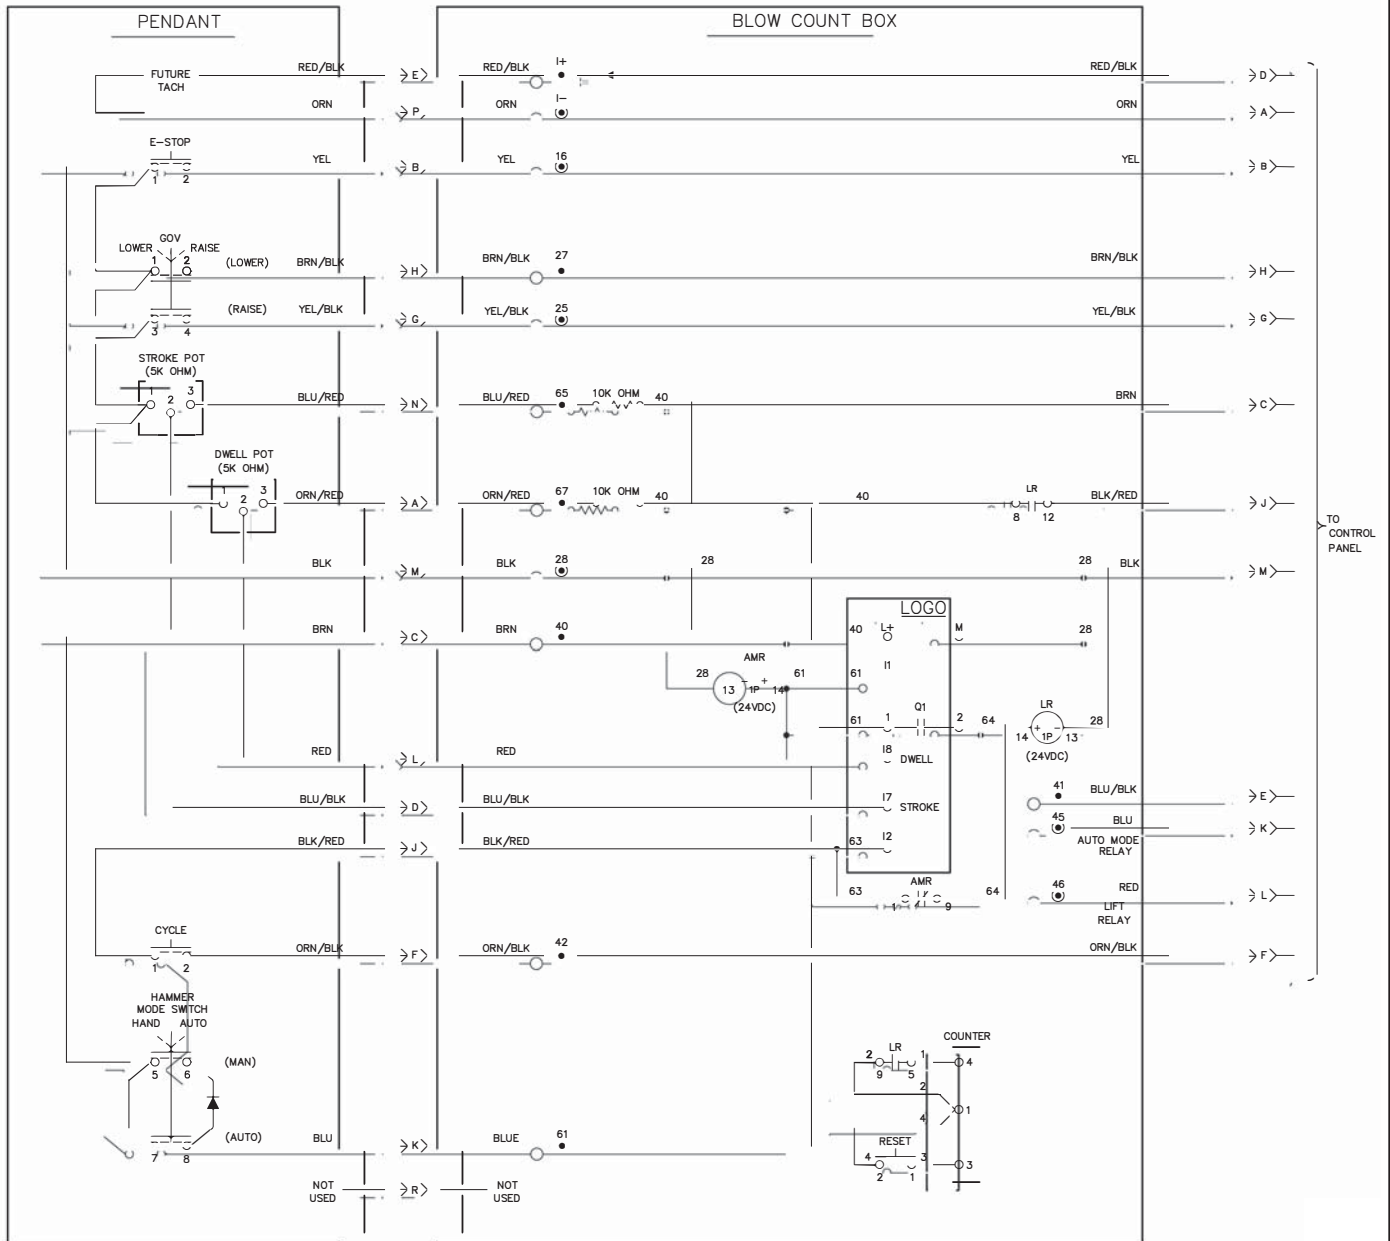 PENDANT
BLOW COUNT BOX
FUTURE TACH RED/BLK E RED/BLK I+ RED/BLK D
ORN P ORN I- ORN A
E-STOP
1 2 YEL B YEL 16 YEL B
GOV
LOWER RAISE
1 2 (LOWER) BRN/BLK H BRN/BLK 27 BRN/BLK H
3 4 (RAISE) YEL/BLK G YEL/BLK 25 YEL/BLK G
STROKE POT
(5K OHM)
1 2 3 BLU/RED N BLU/RED 65 10K OHM 40 BRN C
DWELL POT
(5K OHM)
1 2 3 ORN/RED A ORN/RED 67 10K OHM 40 40 LR 8 12 BLK/RED J
TO
CONTROL
PANEL
BLK M BLK 28 28 28 BLK M
LOGO
BRN C BRN 40 40 L+ M 28
AMR
28 13 - 1P + 14 61 61 I1
(24VDC)
61 1 Q1 2 64
LR
14 + 1P - 13 28
(24VDC)
RED L RED I8 DWELL
BLU/BLK D BLU/BLK I7 STROKE
41 BLU/BLK E
45 BLU K
AUTO MODE
RELAY
BLK/RED J BLK/RED 63 I2
63 AMR 1 9 64
46 RED L
LIFT
RELAY
CYCLE
1 2 ORN/BLK F ORN/BLK 42 ORN/BLK F
HAMMER
MODE SWITCH
HAND AUTO
5 6 (MAN)
7 8 (AUTO) BLU K BLUE 61
NOT
USED
R
NOT
USED
COUNTER
2 LR 1 4
9 5
2
1
4
RESET
4 3 3
2 1